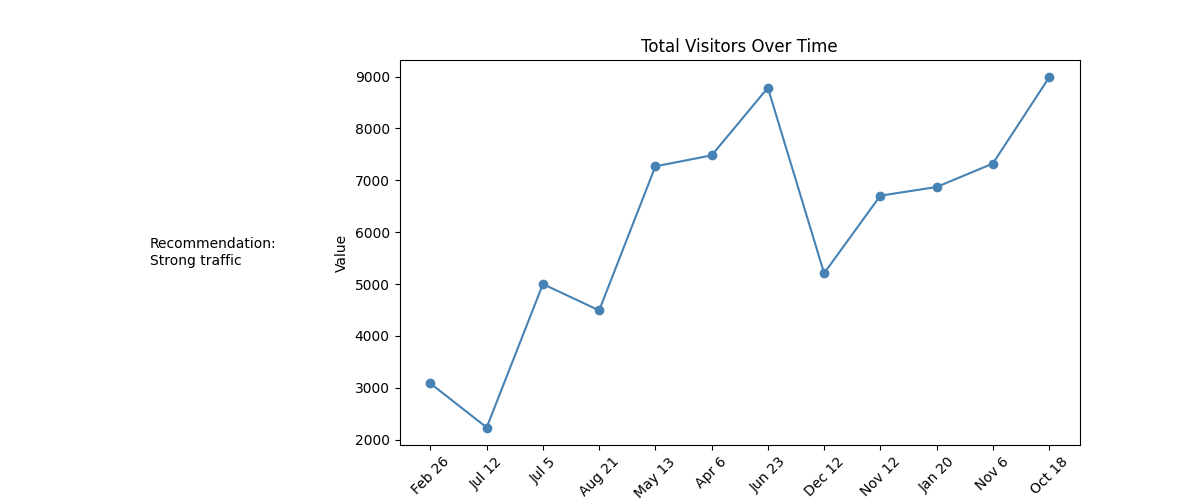 Total Visitors Over Time
Recommendation:
Strong traffic
Value
9000
8000
7000
6000
5000
4000
3000
2000
Feb 26
Jul 12
Jul 5
Aug 21
May 13
Apr 6
Jun 23
Dec 12
Nov 12
Jan 20
Nov 6
Oct 18